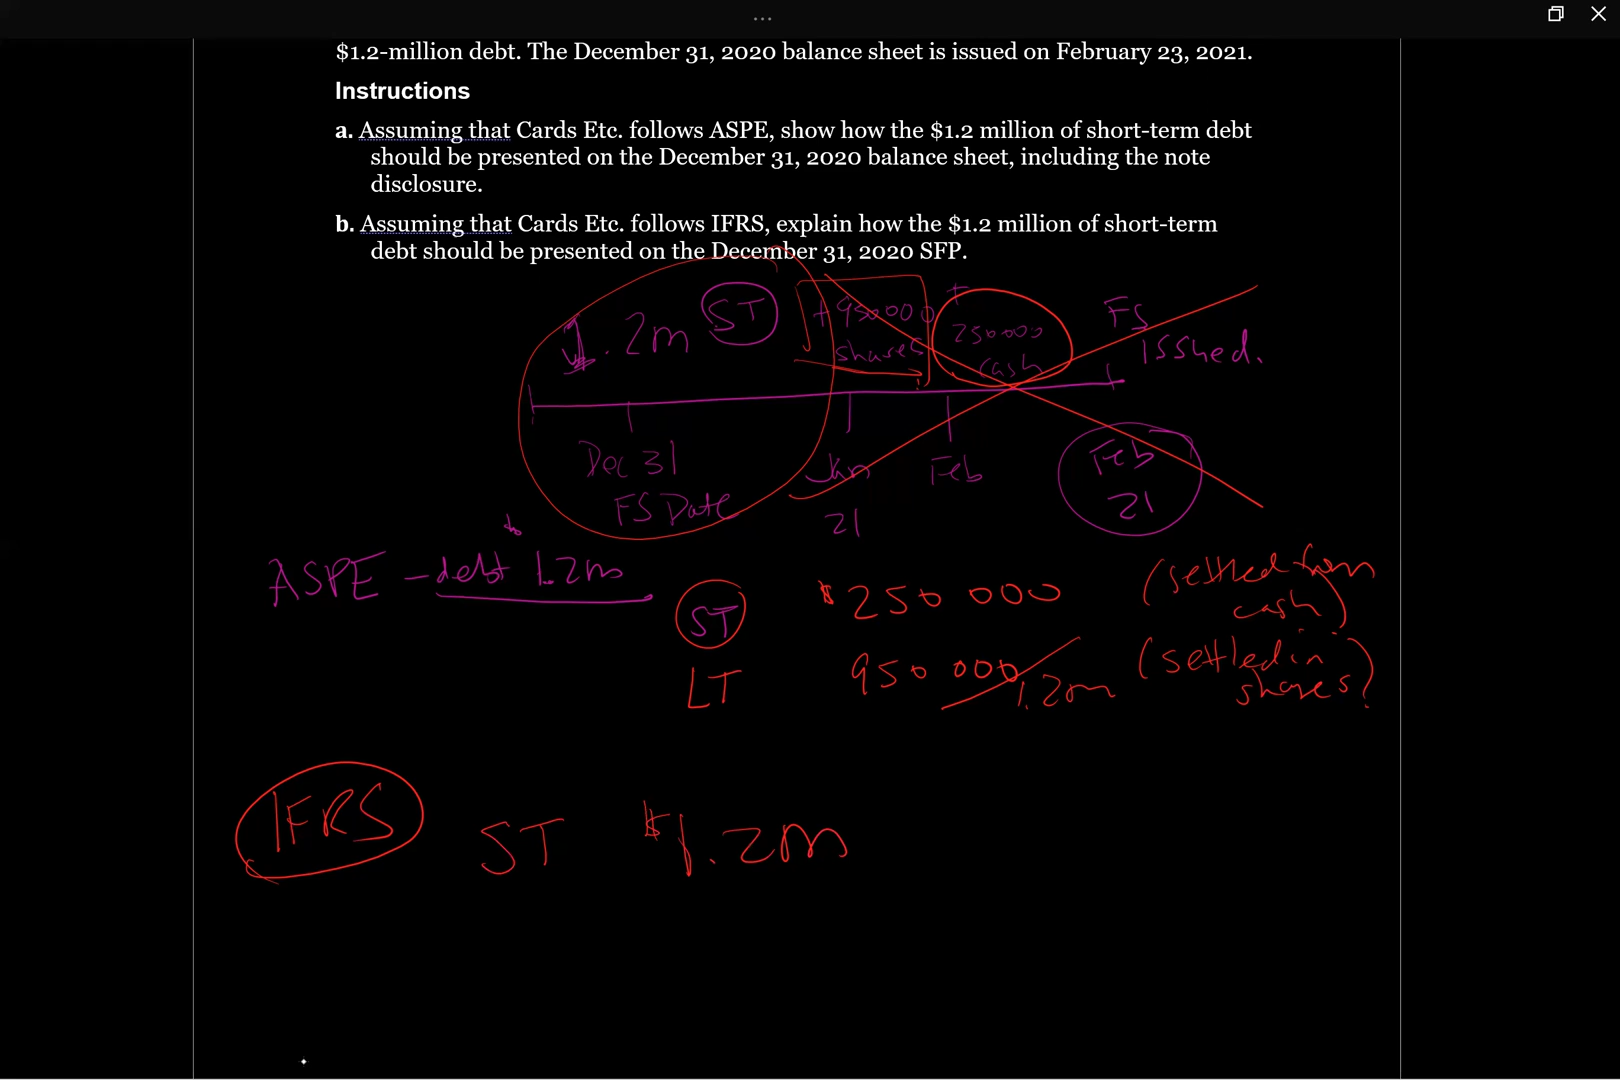 $1.2-million debt. The December 31, 2020 balance sheet is issued on February 23, 2021.
Instructions
a. Assuming that Cards Etc. follows ASPE, show how the $1.2 million of short-term debt
should be presented on the December 31, 2020 balance sheet, including the note
disclosure.
b. Assuming that Cards Etc. follows IFRS, explain how the $1.2 million of short-term
debt should be presented on the December 31, 2020 SFP.
1.2m ST
+950000
shares
+
250000
cash
FS
issued.
Dec 31
FS Date
Jan
21
Feb
Feb
21
ASPE - debt 1.2m
ST $250 000 (settled from
cash)
LT 950 000 (settled in
shares)
1.2m
IFRS ST $1.2m